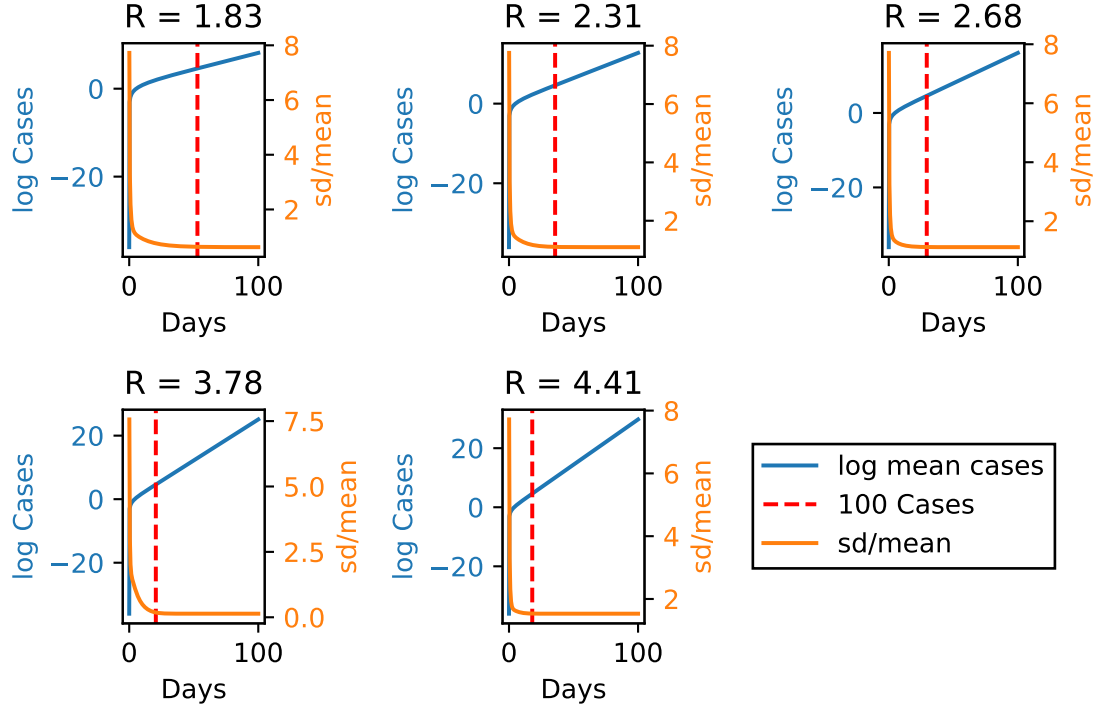 R = 1.83
R = 2.31
R = 2.68
log Cases
0
−20
8
6
4
2
sd/mean
0
100
Days
log Cases
0
−20
8
6
4
2
sd/mean
0
100
Days
log Cases
0
−20
8
6
4
2
sd/mean
0
100
Days
R = 3.78
R = 4.41
log Cases
20
0
−20
7.5
5.0
2.5
0.0
sd/mean
0
100
Days
log Cases
20
0
−20
8
6
4
2
sd/mean
0
100
Days
log mean cases
100 Cases
sd/mean